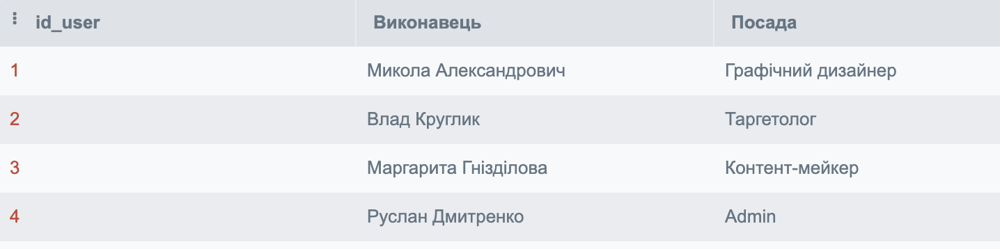 id_user Виконавець Посада
1 Микола Александрович Графічний дизайнер
2 Влад Круглик Таргетолог
3 Маргарита Гнізділова Контент-мейкер
4 Руслан Дмитренко Admin